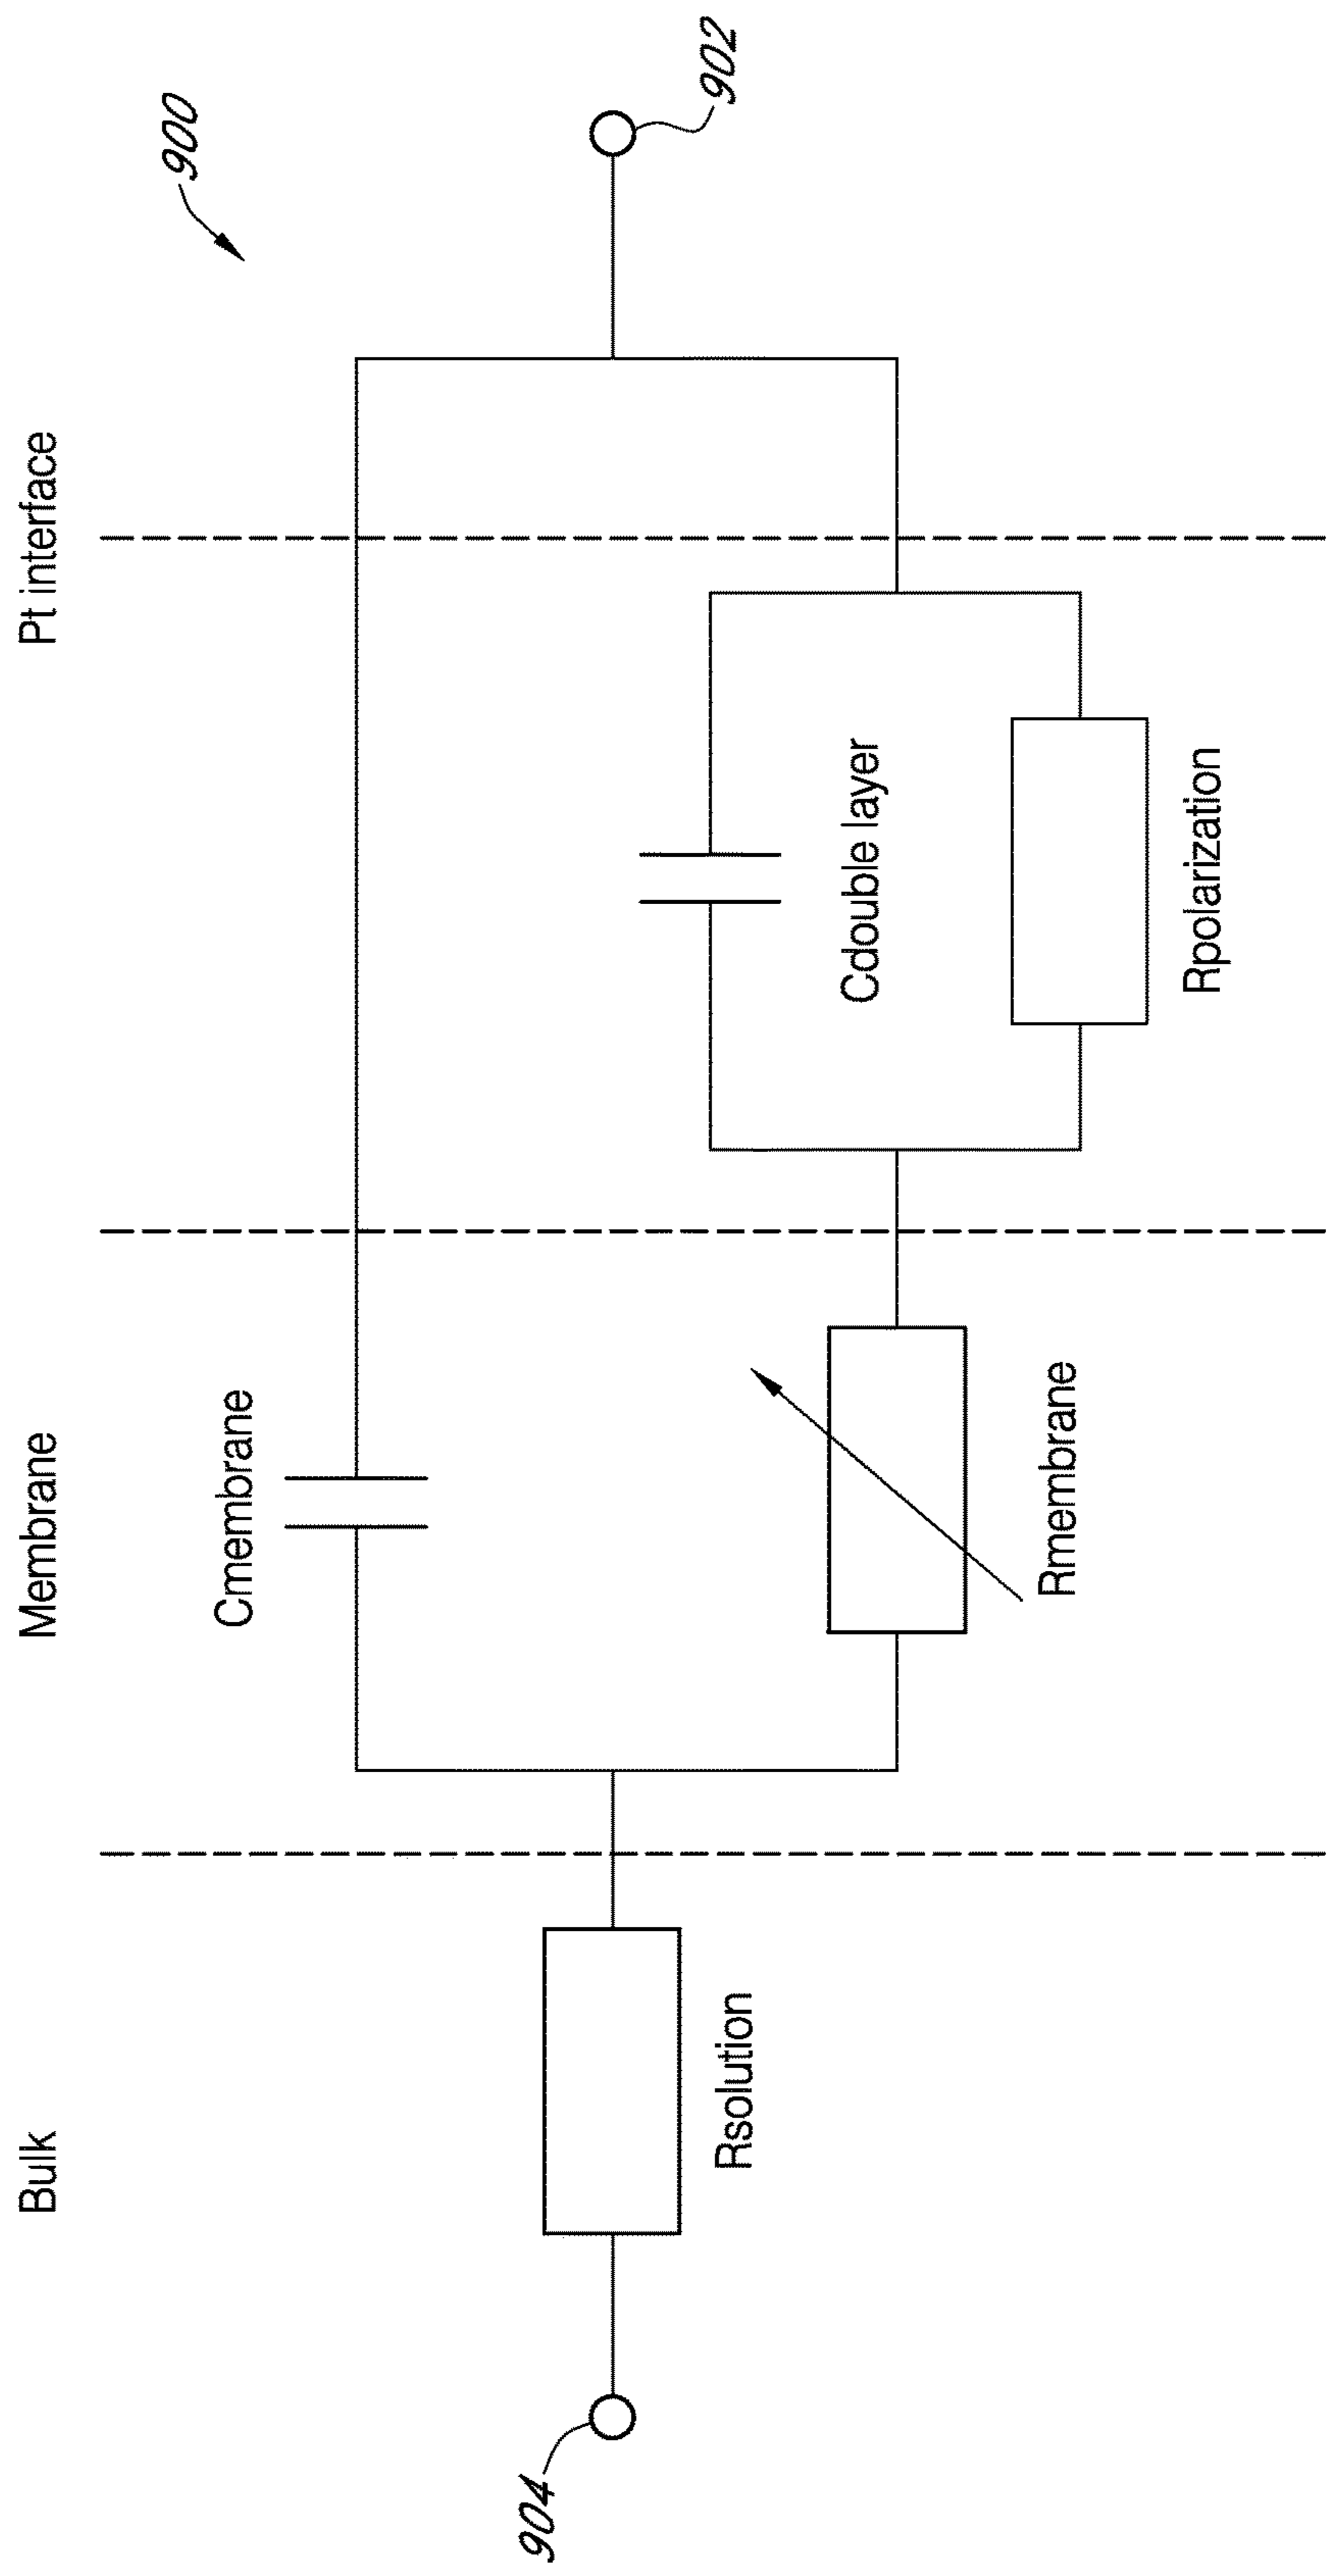 900
Bulk
Membrane
Pt interface
Cmembrane
904
902
Rsolution
Cdouble layer
Rmembrane
Rpolarization